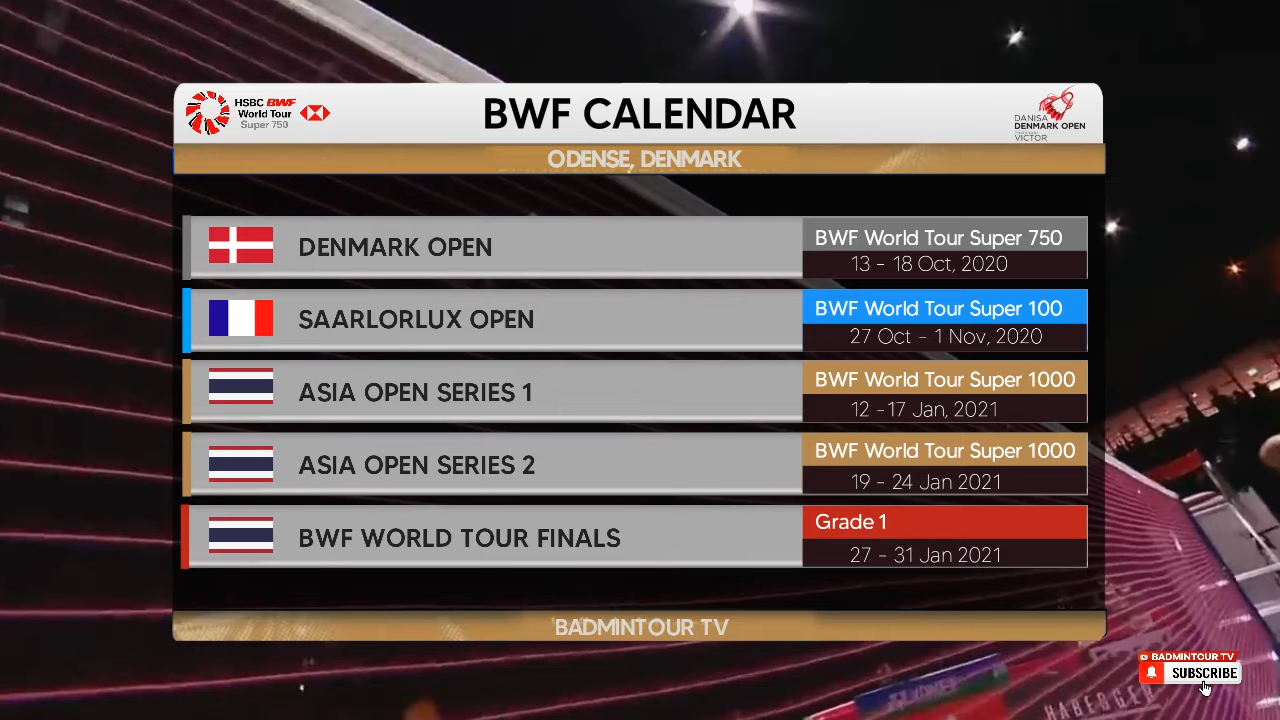 HSBC BWF
World Tour
Super 750
BWF CALENDAR
DANISA
DENMARK OPEN
VICTOR
ODENSE, DENMARK
DENMARK OPEN
BWF World Tour Super 750
13 - 18 Oct, 2020
SAARLORLUX OPEN
BWF World Tour Super 100
27 Oct - 1 Nov, 2020
ASIA OPEN SERIES 1
BWF World Tour Super 1000
12 -17 Jan, 2021
ASIA OPEN SERIES 2
BWF World Tour Super 1000
19 - 24 Jan 2021
BWF WORLD TOUR FINALS
Grade 1
27 - 31 Jan 2021
BADMINTOUR TV
BADMINTOUR TV
SUBSCRIBE